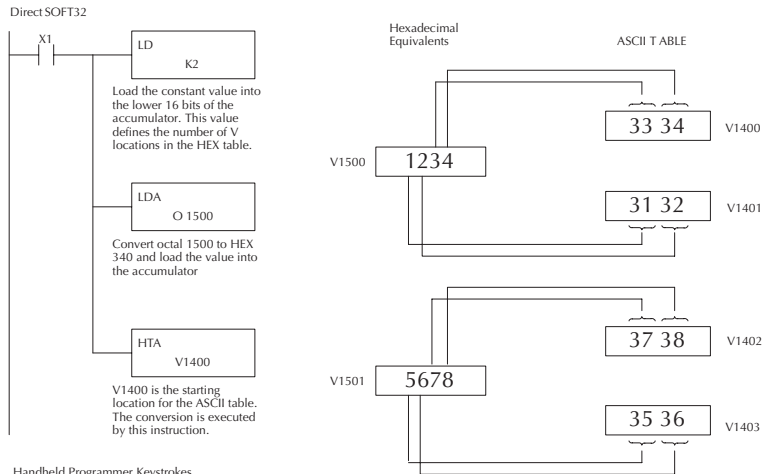 Direct SOFT32
X1
LD
K2
Load the constant value into
the lower 16 bits of the
accumulator. This value
defines the number of V
locations in the HEX table.
LDA
O 1500
Convert octal 1500 to HEX
340 and load the value into
the accumulator
HTA
V1400
V1400 is the starting
location for the ASCII table.
The conversion is executed
by this instruction.
Handheld Programmer Keystrokes
Hexadecimal
Equivalents
ASCII T ABLE
33 34
V1400
V1500
1234
31 32
V1401
37 38
V1402
V1501
5678
35 36
V1403